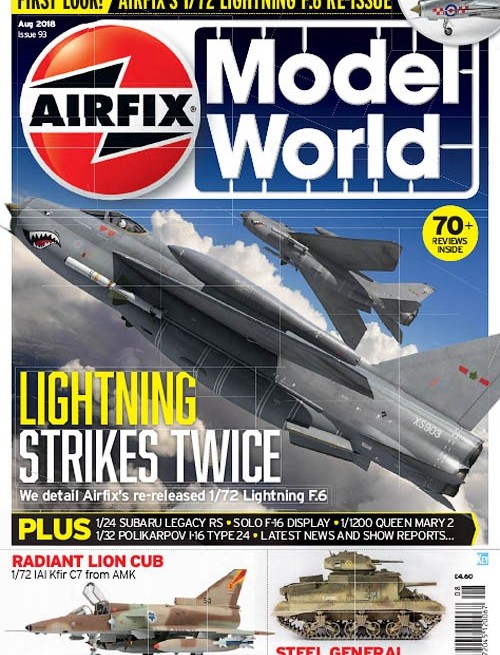 FIRST LOOK! / AIRFIX'S 1/72 LIGHTNING F.6 RE-ISSUE
Aug 2018
Issue 93
AIRFIX®
Model
World
70+
REVIEWS
INSIDE
XS903
LIGHTNING
STRIKES TWICE
We detail Airfix's re-released 1/72 Lightning F.6
PLUS
1/24 SUBARU LEGACY RS • SOLO F-16 DISPLAY • 1/1200 QUEEN MARY 2
1/32 POLIKARPOV I-16 TYPE 24 • LATEST NEWS AND SHOW REPORTS...
RADIANT LION CUB
1/72 IAI Kfir C7 from AMK
KEY
£4.60
08
STEEL GENERAL